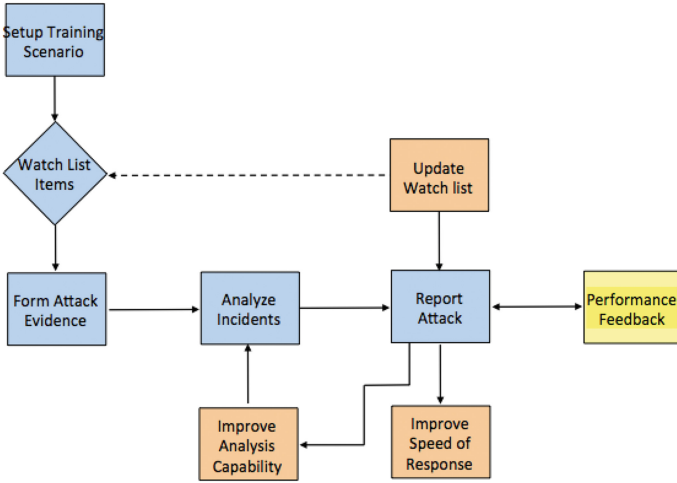 Setup Training
Scenario
Watch List
Items
Update
Watch list
Form Attack
Evidence
Analyze
Incidents
Report
Attack
Performance
Feedback
Improve
Analysis
Capability
Improve
Speed of
Response